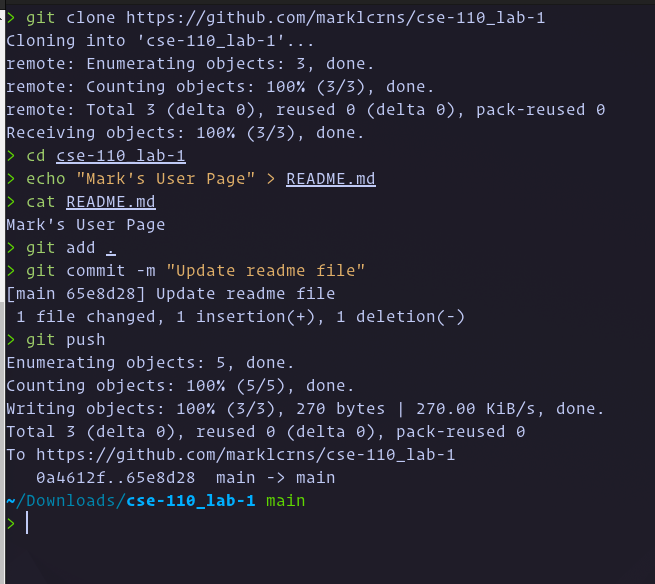 > git clone https://github.com/marklcrns/cse-110_lab-1
Cloning into 'cse-110_lab-1'...
remote: Enumerating objects: 3, done.
remote: Counting objects: 100% (3/3), done.
remote: Total 3 (delta 0), reused 0 (delta 0), pack-reused 0
Receiving objects: 100% (3/3), done.
> cd cse-110_lab-1
> echo "Mark's User Page" > README.md
> cat README.md
Mark's User Page
> git add .
> git commit -m "Update readme file"
[main 65e8d28] Update readme file
 1 file changed, 1 insertion(+), 1 deletion(-)
> git push
Enumerating objects: 5, done.
Counting objects: 100% (5/5), done.
Writing objects: 100% (3/3), 270 bytes | 270.00 KiB/s, done.
Total 3 (delta 0), reused 0 (delta 0), pack-reused 0
To https://github.com/marklcrns/cse-110_lab-1
   0a4612f..65e8d28  main -> main
~/Downloads/cse-110_lab-1 main
>